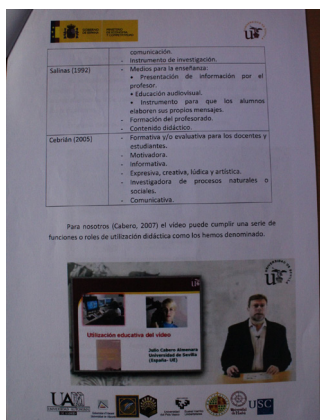 comunicación.
- Instrumento de investigación.
Salinas (1992)
- Medios para la enseñanza:
• Presentación de información por el
profesor.
• Educación audiovisual.
• Instrumento para que los alumnos
elaboren sus propios mensajes.
- Formación del profesorado.
- Contenido didáctico.
Cebrián (2005)
- Formativa y/o evaluativa para los docentes y
estudiantes.
- Motivadora.
- Informativa.
- Expresiva, creativa, lúdica y artística.
- Investigadora de procesos naturales o
sociales.
- Comunicativa.
Para nosotros (Cabero, 2007) el vídeo puede cumplir una serie de
funciones o roles de utilización didáctica como los hemos denominado.
Utilización educativa del vídeo
Julio Cabero Almenara
Universidad de Sevilla
(España- UE)
UA
USC